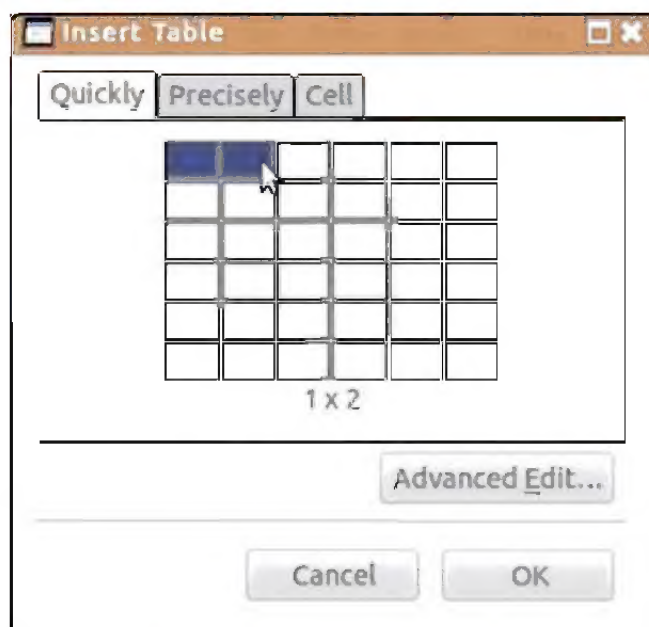 Insert Table
Quickly Precisely Cell
1 x 2
Advanced Edit...
Cancel OK